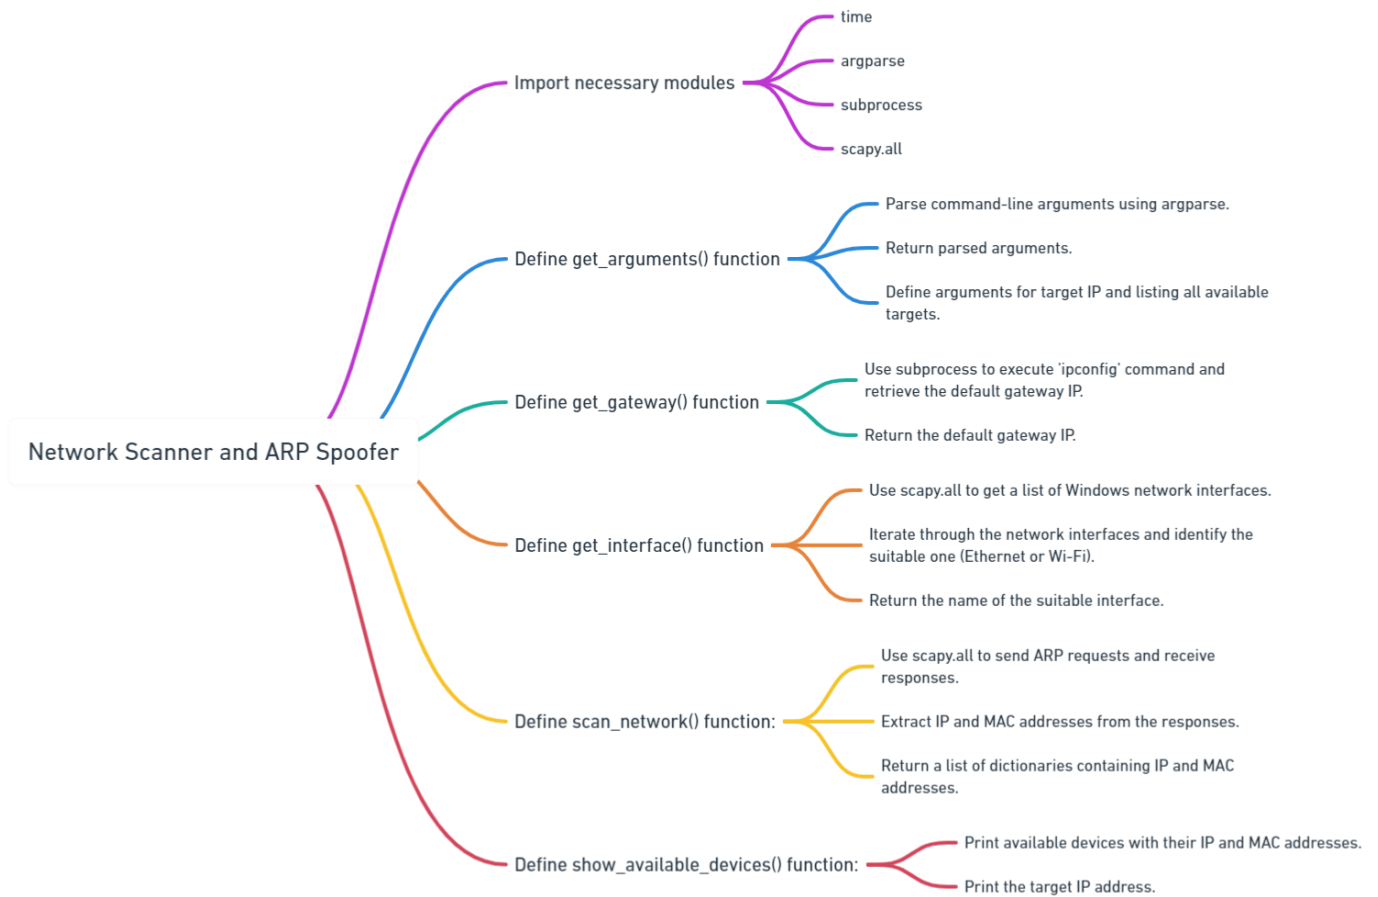 Network Scanner and ARP Spoofer
Import necessary modules
time
argparse
subprocess
scapy.all
Define get_arguments() function
Parse command-line arguments using argparse.
Return parsed arguments.
Define arguments for target IP and listing all available
targets.
Define get_gateway() function
Use subprocess to execute 'ipconfig' command and
retrieve the default gateway IP.
Return the default gateway IP.
Define get_interface() function
Use scapy.all to get a list of Windows network interfaces.
Iterate through the network interfaces and identify the
suitable one (Ethernet or Wi-Fi).
Return the name of the suitable interface.
Define scan_network() function:
Use scapy.all to send ARP requests and receive
responses.
Extract IP and MAC addresses from the responses.
Return a list of dictionaries containing IP and MAC
addresses.
Define show_available_devices() function:
Print available devices with their IP and MAC addresses.
Print the target IP address.